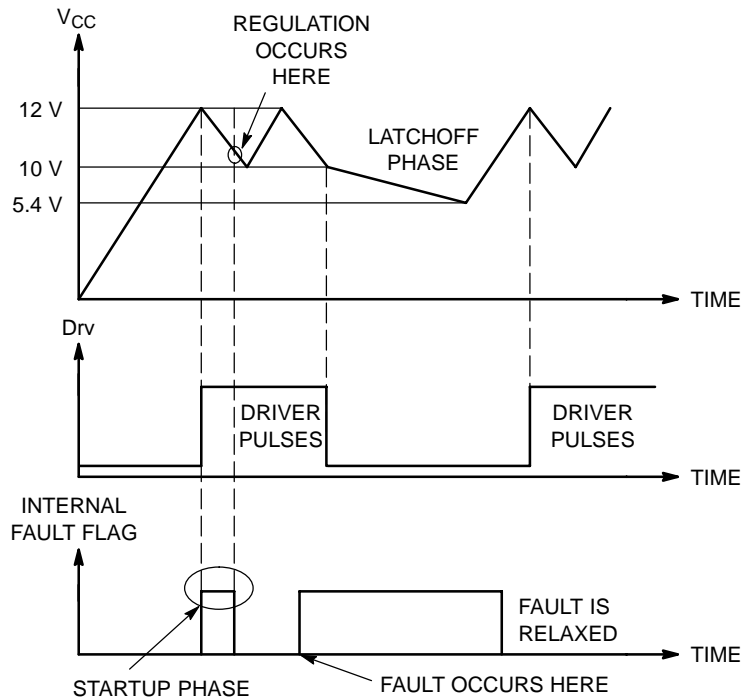 V_CC
REGULATION
OCCURS
HERE
12 V
10 V
5.4 V
LATCHOFF
PHASE
TIME
Drv
DRIVER
PULSES
DRIVER
PULSES
TIME
INTERNAL
FAULT FLAG
FAULT IS
RELAXED
TIME
STARTUP PHASE
FAULT OCCURS HERE